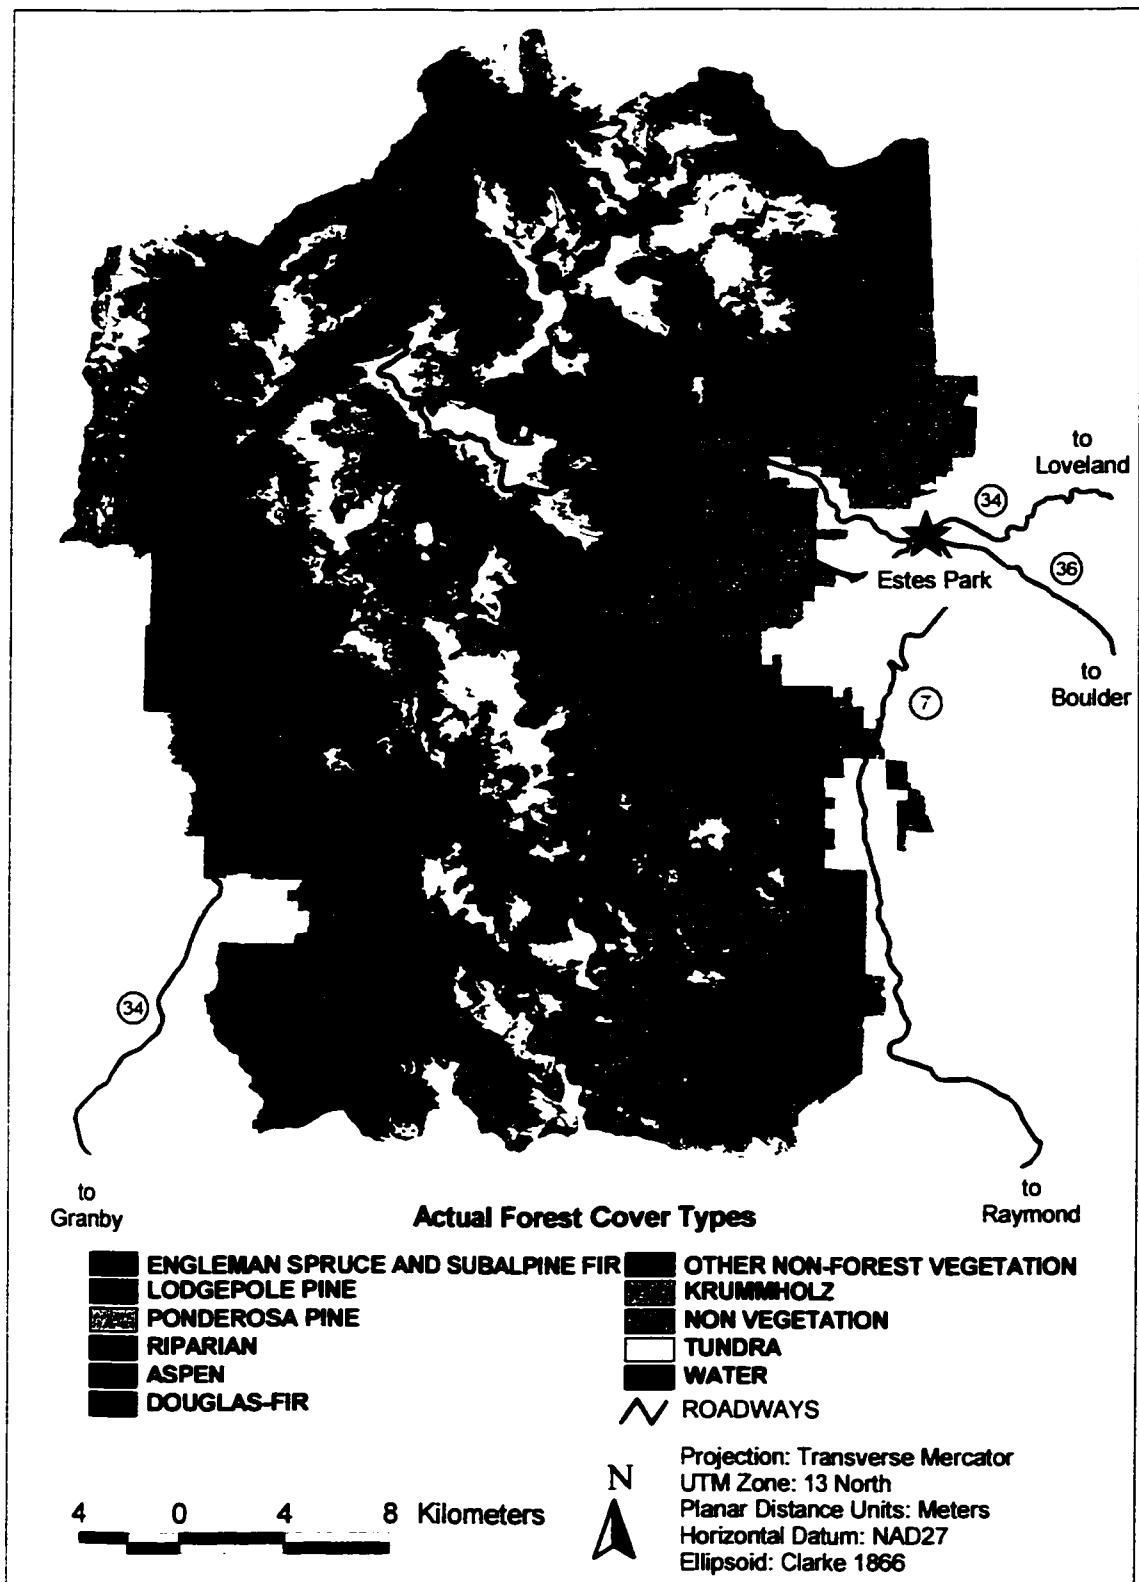 to
Loveland
34
Estes Park
36
to
Boulder
7
34
to
Granby
to
Raymond
Actual Forest Cover Types
ENGLEMAN SPRUCE AND SUBALPINE FIR
LODGEPOLE PINE
PONDEROSA PINE
RIPARIAN
ASPEN
DOUGLAS-FIR
OTHER NON-FOREST VEGETATION
KRUMMHOLZ
NON VEGETATION
TUNDRA
WATER
ROADWAYS
4 0 4 8 Kilometers
N
Projection: Transverse Mercator
UTM Zone: 13 North
Planar Distance Units: Meters
Horizontal Datum: NAD27
Ellipsoid: Clarke 1866